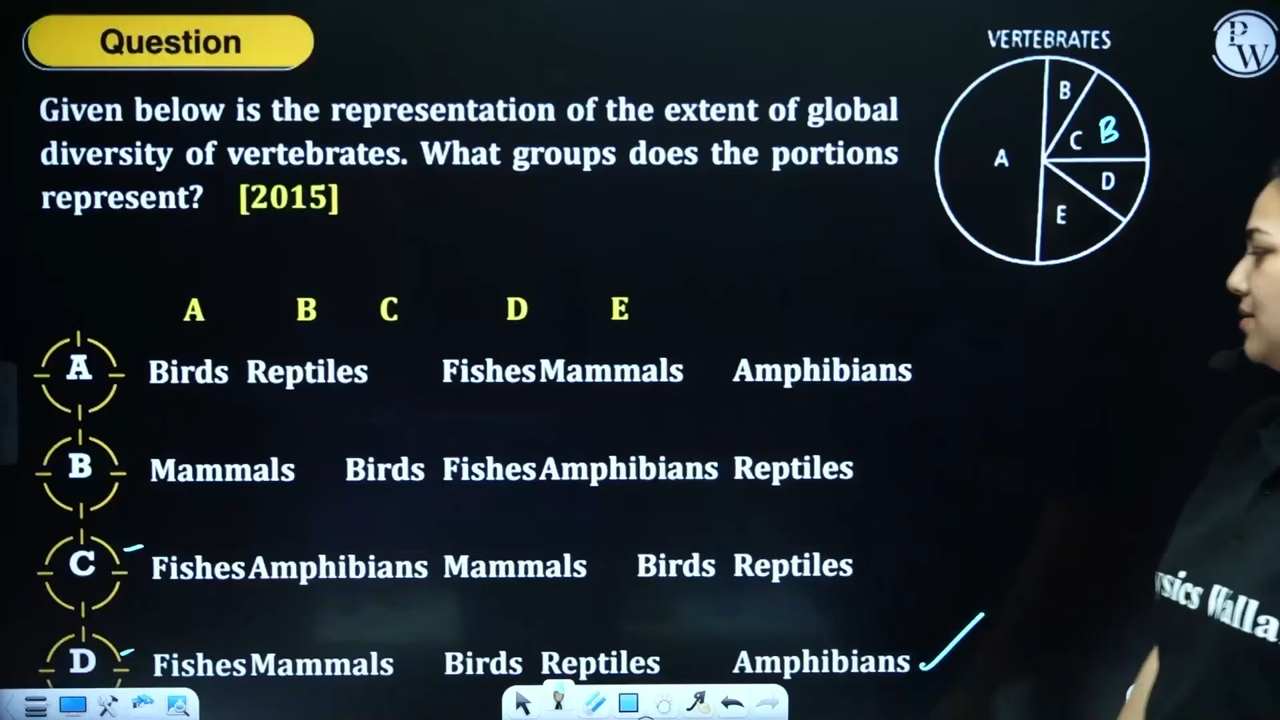 Question
VERTEBRATES
PW
Given below is the representation of the extent of global
diversity of vertebrates. What groups does the portions
represent? [2015]
B
C B
A
D
E
A B C D E
A Birds Reptiles Fishes Mammals Amphibians
B Mammals Birds Fishes Amphibians Reptiles
C Fishes Amphibians Mammals Birds Reptiles
D Fishes Mammals Birds Reptiles Amphibians